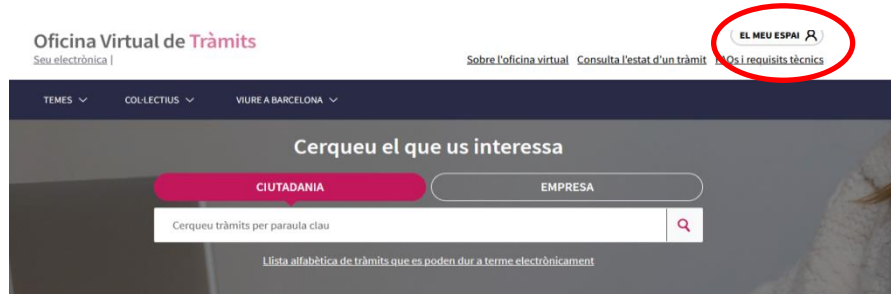 EL MEU ESPAI
Oficina Virtual de Tràmits
Seu electrònica |
Sobre l'oficina virtual Consulta l'estat d'un tràmit FAQs i requisits tècnics
TEMES COL·LECTIUS VIURE A BARCELONA
Cerqueu el que us interessa
CIUTADANIA EMPRESA
Cerqueu tràmits per paraula clau
Llista alfabètica de tràmits que es poden dur a terme electrònicament